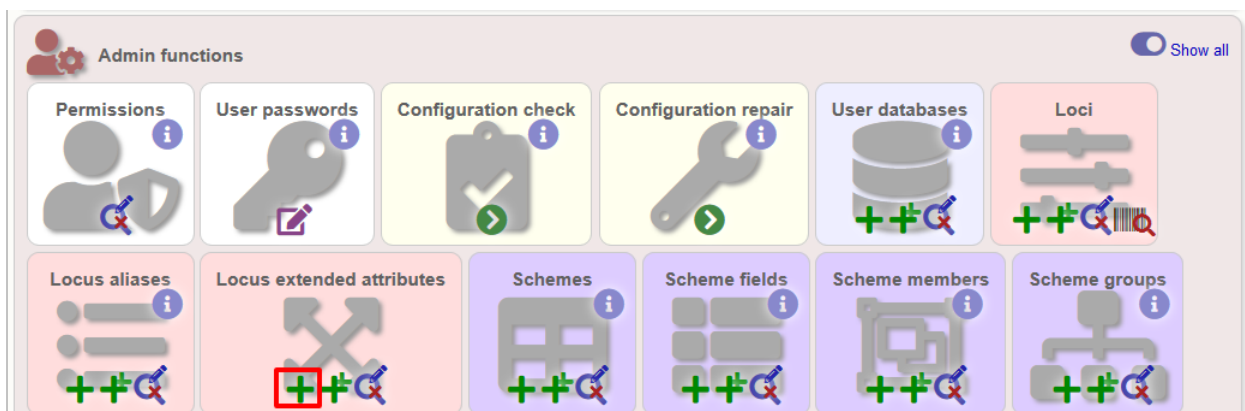 Admin functions
Show all
Permissions
User passwords
Configuration check
Configuration repair
User databases
Loci
Locus aliases
Locus extended attributes
Schemes
Scheme fields
Scheme members
Scheme groups